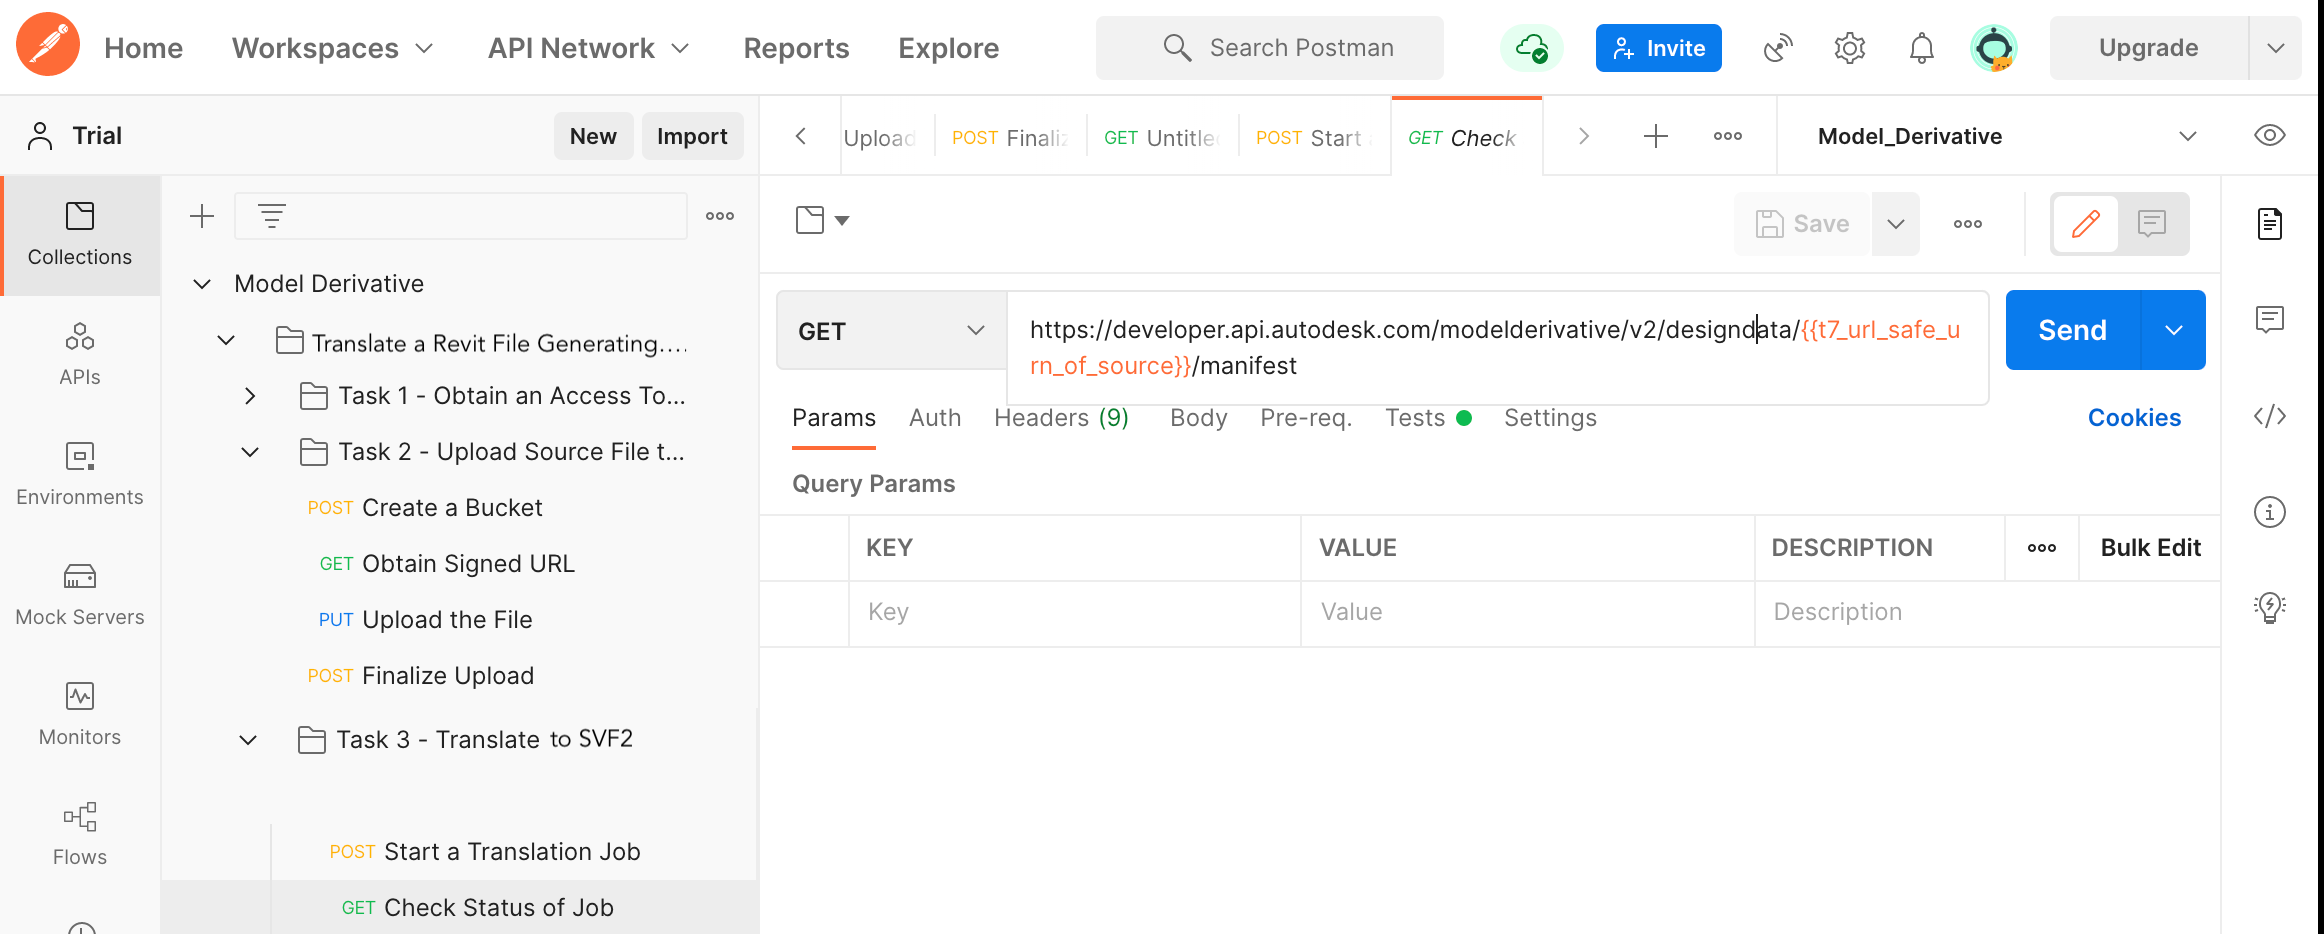 Home Workspaces API Network Reports Explore Search Postman Invite Upgrade
Trial New Import
Upload POST Finaliz GET Untitle POST Start GET Check Model_Derivative
Collections
Save
Model Derivative
Translate a Revit File Generating....
GET https://developer.api.autodesk.com/modelderivative/v2/designdata/{{t7_url_safe_u
rn_of_source}}/manifest
Send
APIs
Task 1 - Obtain an Access To...
Params Auth Headers (9) Body Pre-req. Tests Settings Cookies
Task 2 - Upload Source File t...
Query Params
Environments
POST Create a Bucket
KEY VALUE DESCRIPTION Bulk Edit
GET Obtain Signed URL
Key Value Description
Mock Servers
PUT Upload the File
POST Finalize Upload
Monitors
Task 3 - Translate to SVF2
Flows
POST Start a Translation Job
GET Check Status of Job